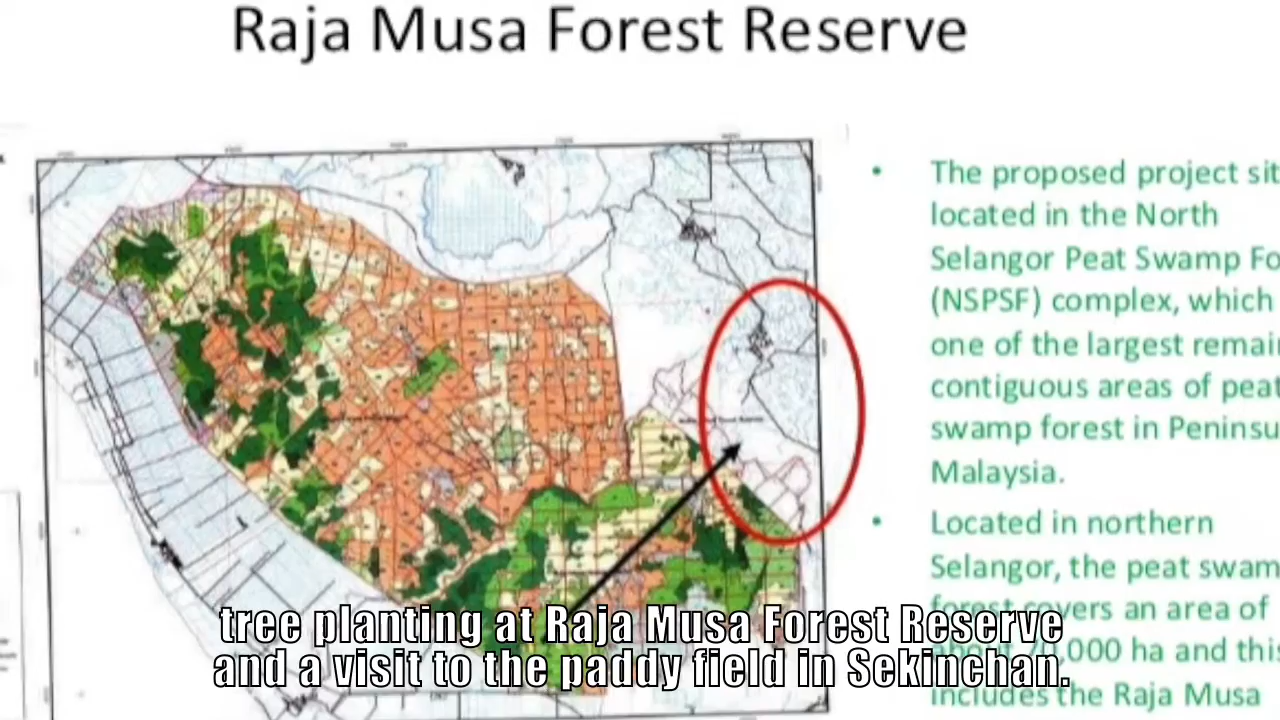 Raja Musa Forest Reserve
• The proposed project sit
located in the North
Selangor Peat Swamp Fo
(NSPSF) complex, which
one of the largest remai
contiguous areas of peat
swamp forest in Peninsu
Malaysia.
• Located in northern
Selangor, the peat swam
forest covers an area of
about 70,000 ha and this
includes the Raja Musa
tree planting at Raja Musa Forest Reserve
and a visit to the paddy field in Sekinchan.